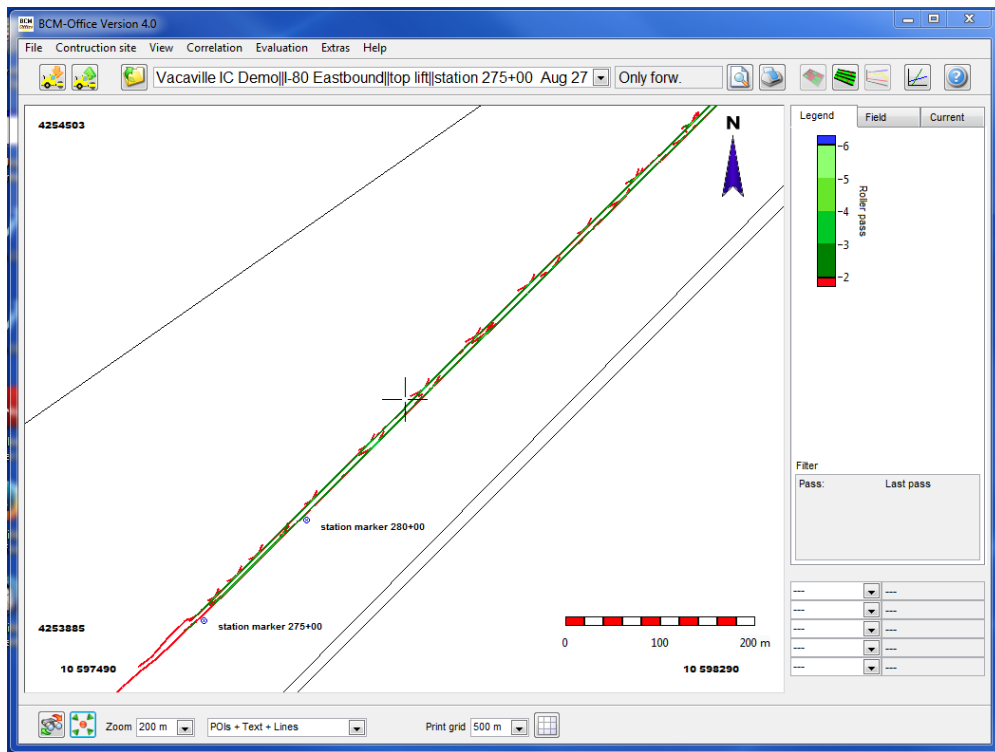 BCM-Office Version 4.0
File Contruction site View Correlation Evaluation Extras Help
Vacaville IC Demo||I-80 Eastbound||top lift||station 275+00 Aug 27 Only forw.
Legend Field Current
4254503
N
-6
-5
-4
-3
-2
Roller pass
Filter
Pass: Last pass
station marker 280+00
station marker 275+00
4253885
0 100 200 m
10 597490 10 598290
--- ---
--- ---
--- ---
--- ---
--- ---
Zoom 200 m POIs + Text + Lines Print grid 500 m